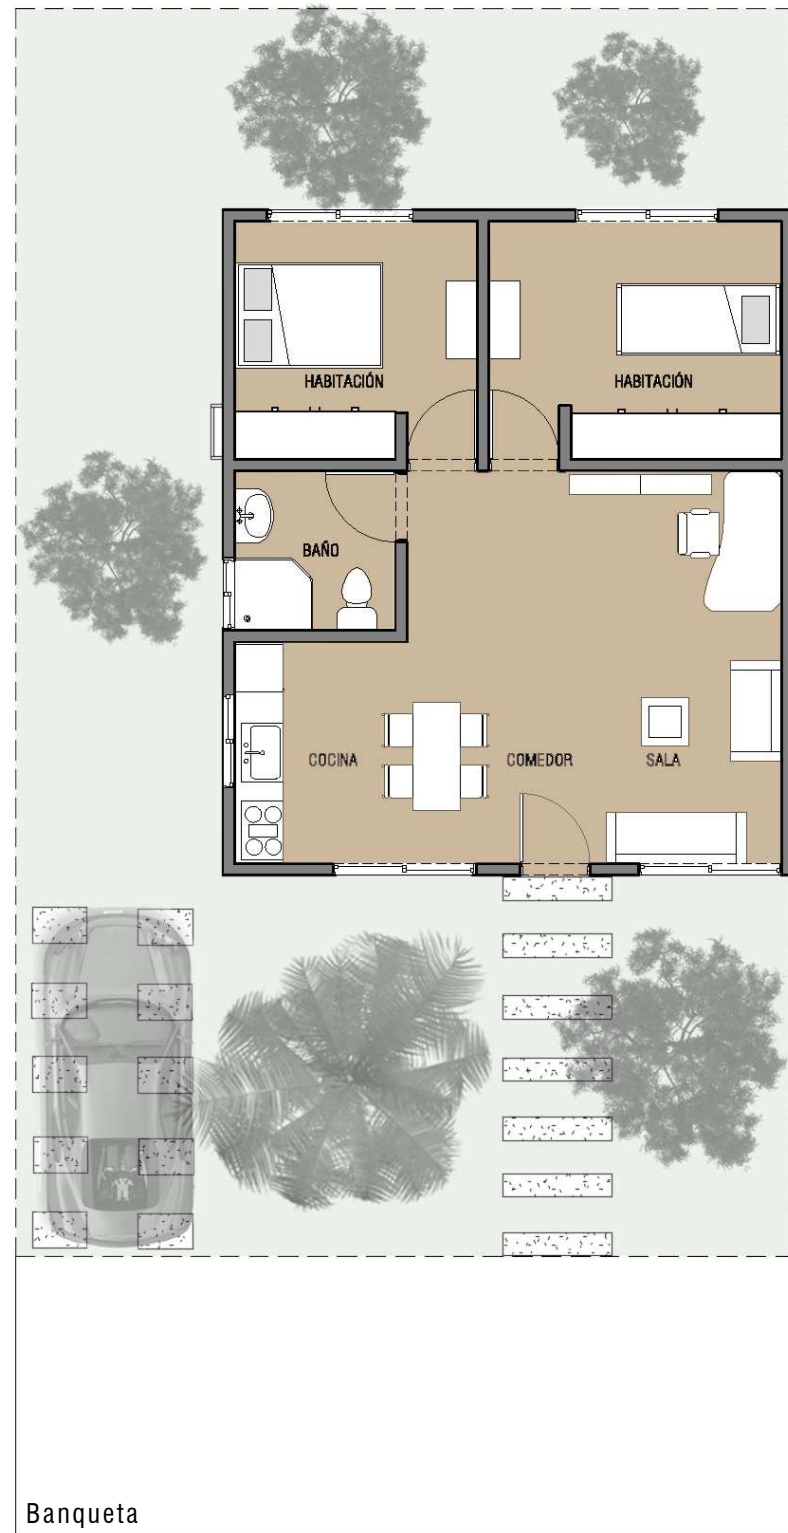 HABITACIÓN
HABITACIÓN
BAÑO
COCINA
COMEDOR
SALA
Banqueta